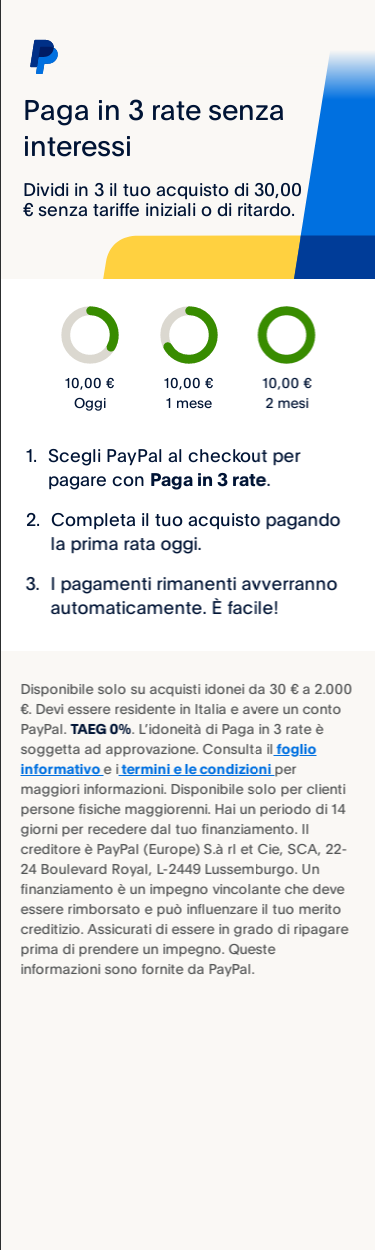 Paga in 3 rate senza
interessi
Dividi in 3 il tuo acquisto di 30,00
€ senza tariffe iniziali o di ritardo.
10,00 € 10,00 € 10,00 €
Oggi 1 mese 2 mesi
1. Scegli PayPal al checkout per
pagare con Paga in 3 rate.
2. Completa il tuo acquisto pagando
la prima rata oggi.
3. I pagamenti rimanenti avverranno
automaticamente. È facile!
Disponibile solo su acquisti idonei da 30 € a 2.000
€. Devi essere residente in Italia e avere un conto
PayPal. TAEG 0%. L'idoneità di Paga in 3 rate è
soggetta ad approvazione. Consulta il foglio
informativo e i termini e le condizioni per
maggiori informazioni. Disponibile solo per clienti
persone fisiche maggiorenni. Hai un periodo di 14
giorni per recedere dal tuo finanziamento. Il
creditore è PayPal (Europe) S.à rl et Cie, SCA, 22-
24 Boulevard Royal, L-2449 Lussemburgo. Un
finanziamento è un impegno vincolante che deve
essere rimborsato e può influenzare il tuo merito
creditizio. Assicurati di essere in grado di ripagare
prima di prendere un impegno. Queste
informazioni sono fornite da PayPal.